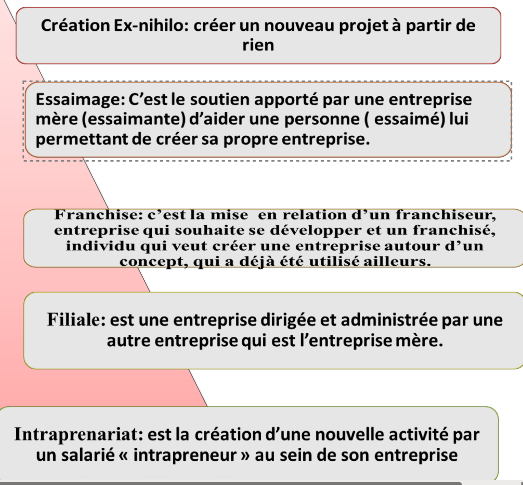 Création Ex-nihilo: créer un nouveau projet à partir de
rien
Essaimage: C’est le soutien apporté par une entreprise
mère (essaimante) d’aider une personne ( essaimé) lui
permettant de créer sa propre entreprise.
Franchise: c’est la mise en relation d’un franchiseur,
entreprise qui souhaite se développer et un franchisé,
individu qui veut créer une entreprise autour d’un
concept, qui a déjà été utilisé ailleurs.
Filiale: est une entreprise dirigée et administrée par une
autre entreprise qui est l’entreprise mère.
Intraprenariat: est la création d’une nouvelle activité par
un salarié « intrapreneur » au sein de son entreprise